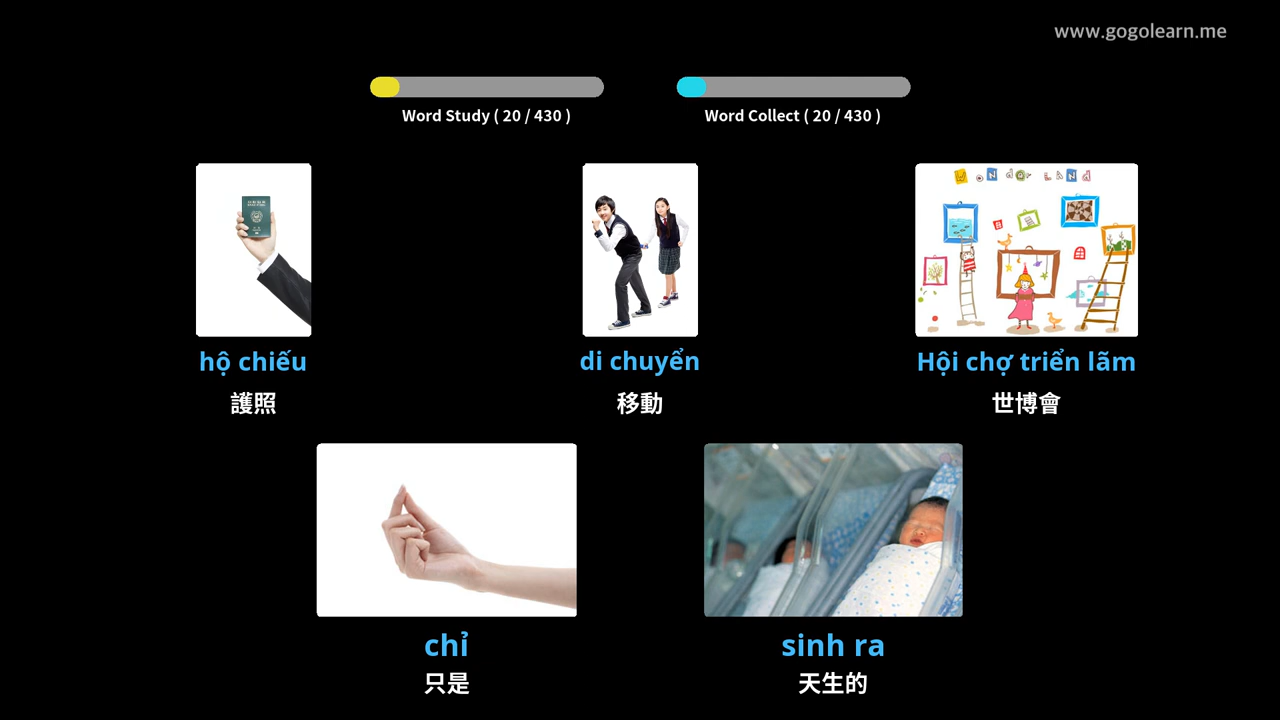 www.gogolearn.me
Word Study ( 20 / 430 )
Word Collect ( 20 / 430 )
hộ chiếu
di chuyển
Hội chợ triển lãm
護照
移動
世博會
chỉ
sinh ra
只是
天生的